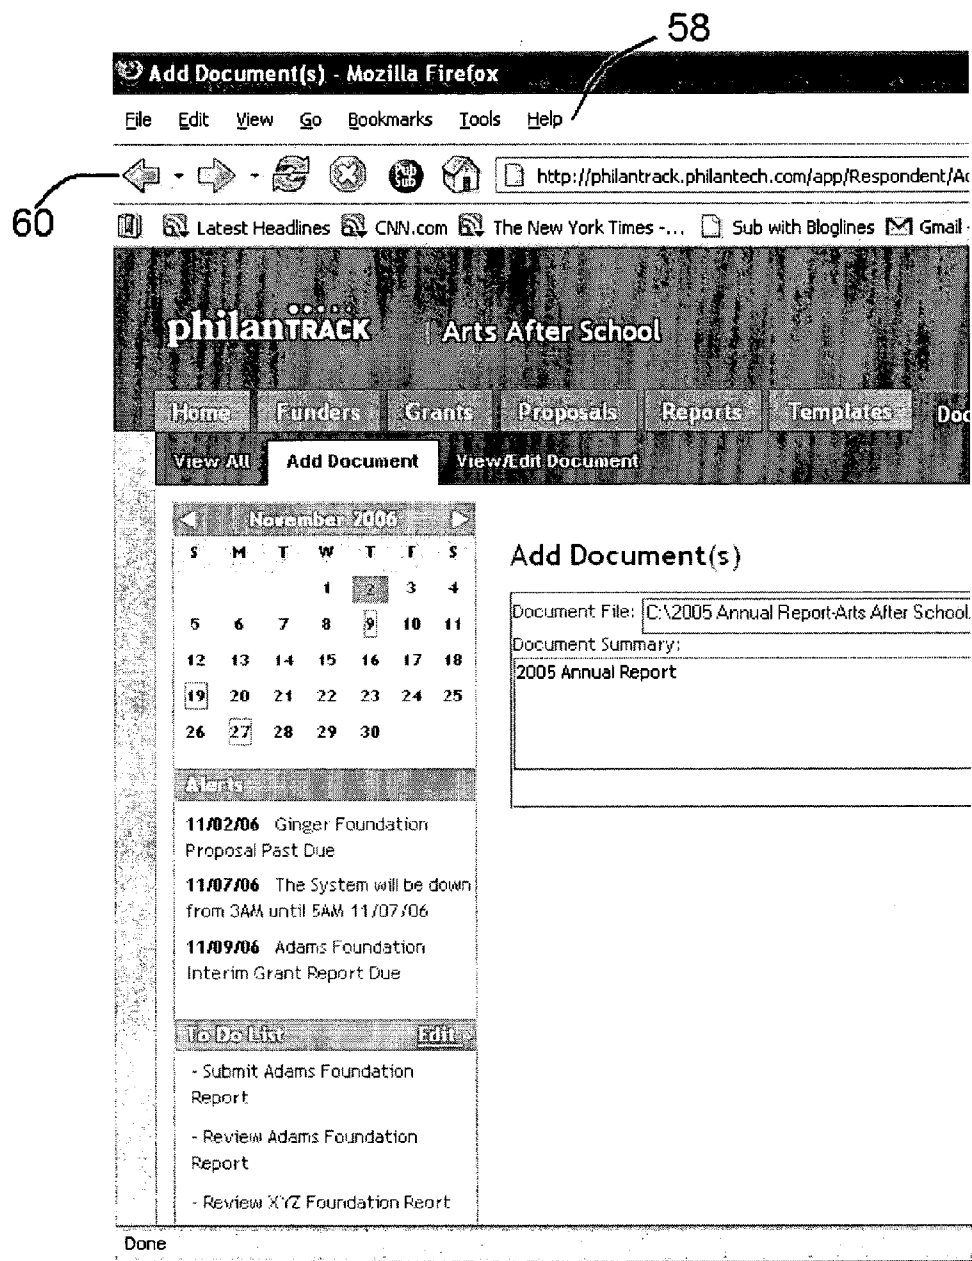 58
Add Document(s) - Mozilla Firefox
File Edit View Go Bookmarks Tools Help
60
Pub Sub http://philantrack.philantech.com/app/Respondent/Ad
Latest Headlines CNN.com The New York Times -... Sub with Bloglines Gmail -
philanTRACK | Arts After School
Home Funders Grants Proposals Reports Templates Doc
View All Add Document View/Edit Document
November 2006
S M T W T F S
1 2 3 4
5 6 7 8 9 10 11
12 13 14 15 16 17 18
19 20 21 22 23 24 25
26 27 28 29 30
Add Document(s)
Document File: C:\2005 Annual Report-Arts After School.
Document Summary:
2005 Annual Report
Alerts
11/02/06 Ginger Foundation
Proposal Past Due
11/07/06 The System will be down
from 3AM until 5AM 11/07/06
11/09/06 Adams Foundation
Interim Grant Report Due
To Do List Edit >
- Submit Adams Foundation
Report
- Review Adams Foundation
Report
- Review XYZ Foundation Reort
Done